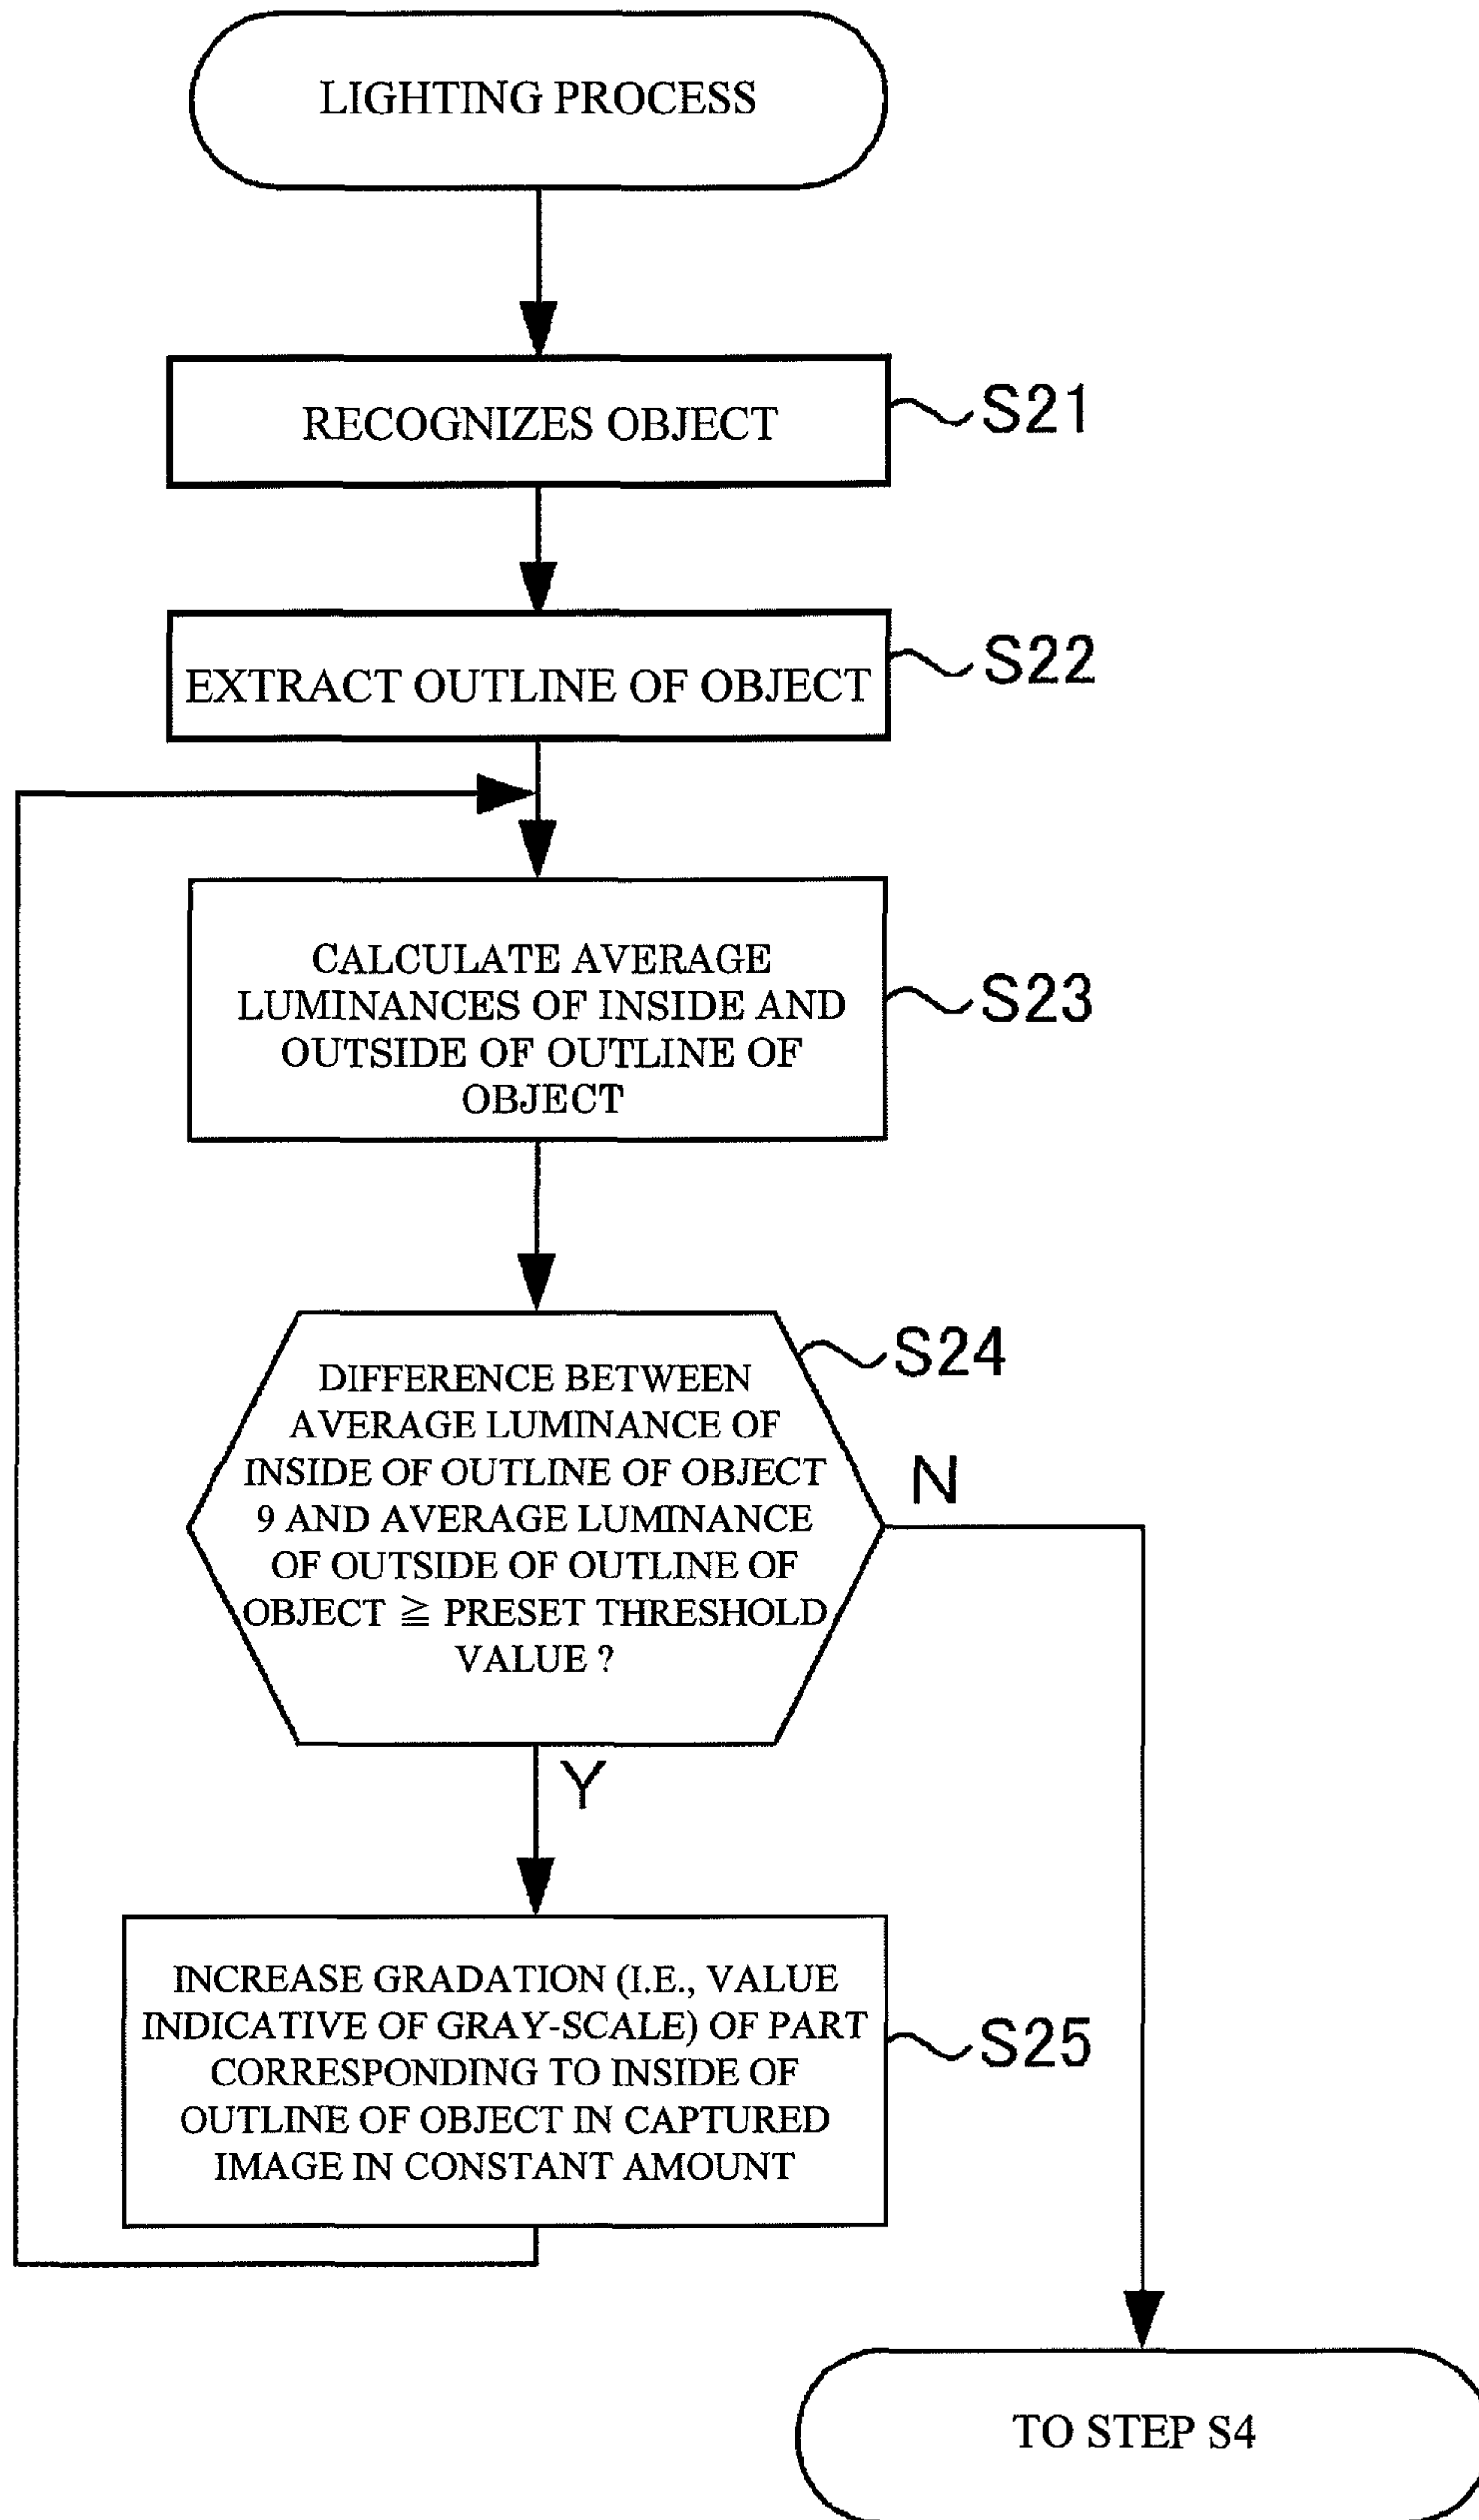 LIGHTING PROCESS
RECOGNIZES OBJECT
S21
EXTRACT OUTLINE OF OBJECT
S22
CALCULATE AVERAGE
LUMINANCES OF INSIDE AND
OUTSIDE OF OUTLINE OF
OBJECT
S23
DIFFERENCE BETWEEN
AVERAGE LUMINANCE OF
INSIDE OF OUTLINE OF OBJECT
9 AND AVERAGE LUMINANCE
OF OUTSIDE OF OUTLINE OF
OBJECT ≧ PRESET THRESHOLD
VALUE ?
S24
N
Y
INCREASE GRADATION (I.E., VALUE
INDICATIVE OF GRAY-SCALE) OF PART
CORRESPONDING TO INSIDE OF
OUTLINE OF OBJECT IN CAPTURED
IMAGE IN CONSTANT AMOUNT
S25
TO STEP S4